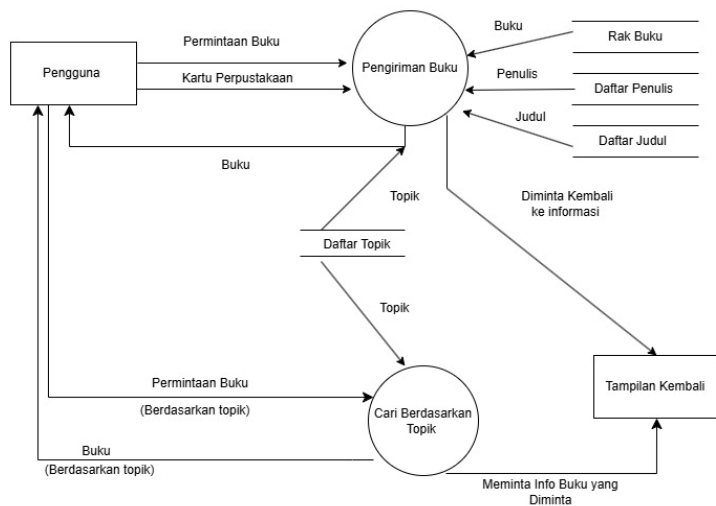 Permintaan Buku
Kartu Perpustakaan
Pengguna
Pengiriman Buku
Buku
Rak Buku
Penulis
Daftar Penulis
Judul
Daftar Judul
Buku
Topik
Diminta Kembali
ke informasi
Daftar Topik
Topik
Permintaan Buku
(Berdasarkan topik)
Cari Berdasarkan
Topik
Tampilan Kembali
Buku
(Berdasarkan topik)
Meminta Info Buku yang
Diminta